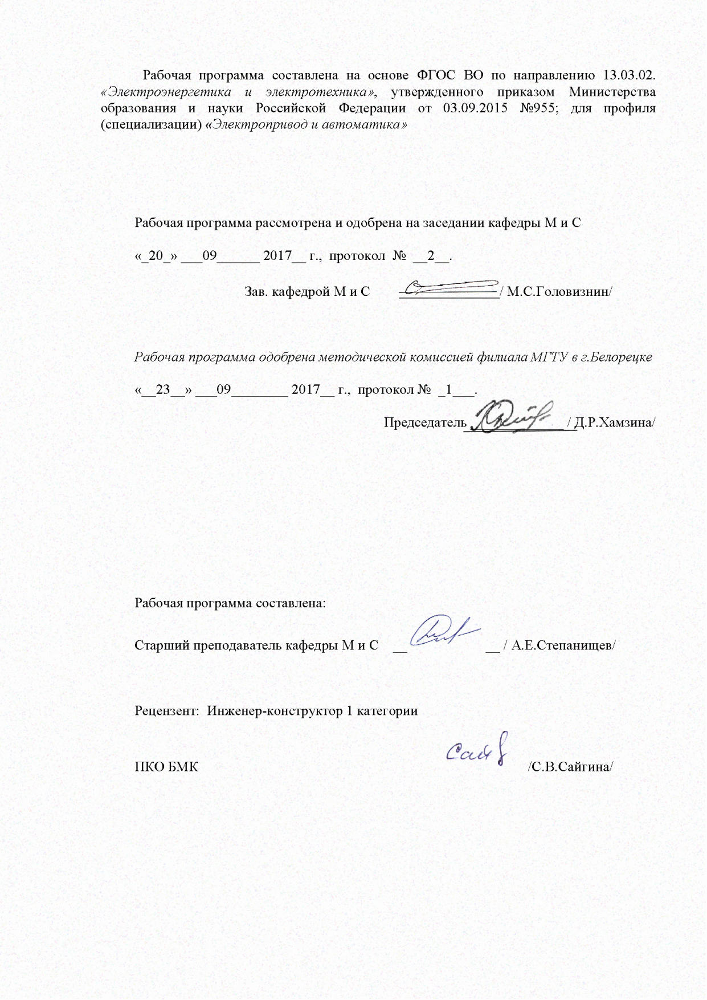 Рабочая программа составлена на основе ФГОС ВО по направлению 13.03.02.
«Электроэнергетика и электротехника», утвержденного приказом Министерства
образования и науки Российской Федерации от 03.09.2015 №955; для профиля
(специализации) «Электропривод и автоматика»
Рабочая программа рассмотрена и одобрена на заседании кафедры М и С
«_20_» ___09______ 2017__ г., протокол № __2__.
Зав. кафедрой М и С ______________/ М.С.Головизнин/
Рабочая программа одобрена методической комиссией филиала МГТУ в г.Белорецке
«__23__» ___09________ 2017__ г., протокол № _1___.
Председатель ______________ / Д.Р.Хамзина/
Рабочая программа составлена:
Старший преподаватель кафедры М и С __ __ / А.Е.Степанищев/
Рецензент: Инженер-конструктор 1 категории
ПКО БМК /С.В.Сайгина/